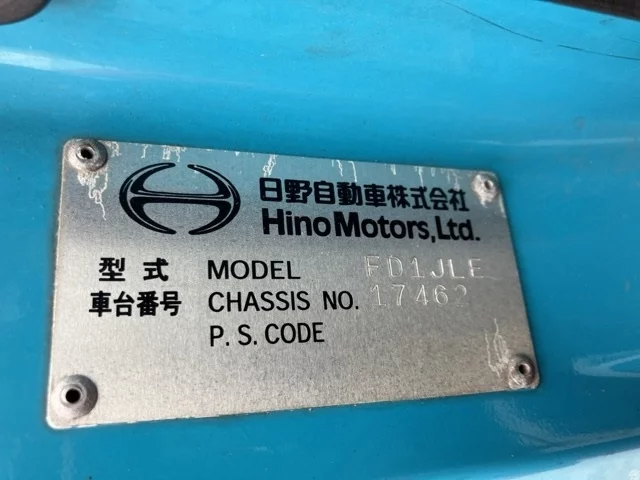 日野自動車株式会社
Hino Motors, Ltd.
型式 MODEL FD1JLE
車台番号 CHASSIS NO. 17462
P.S.CODE